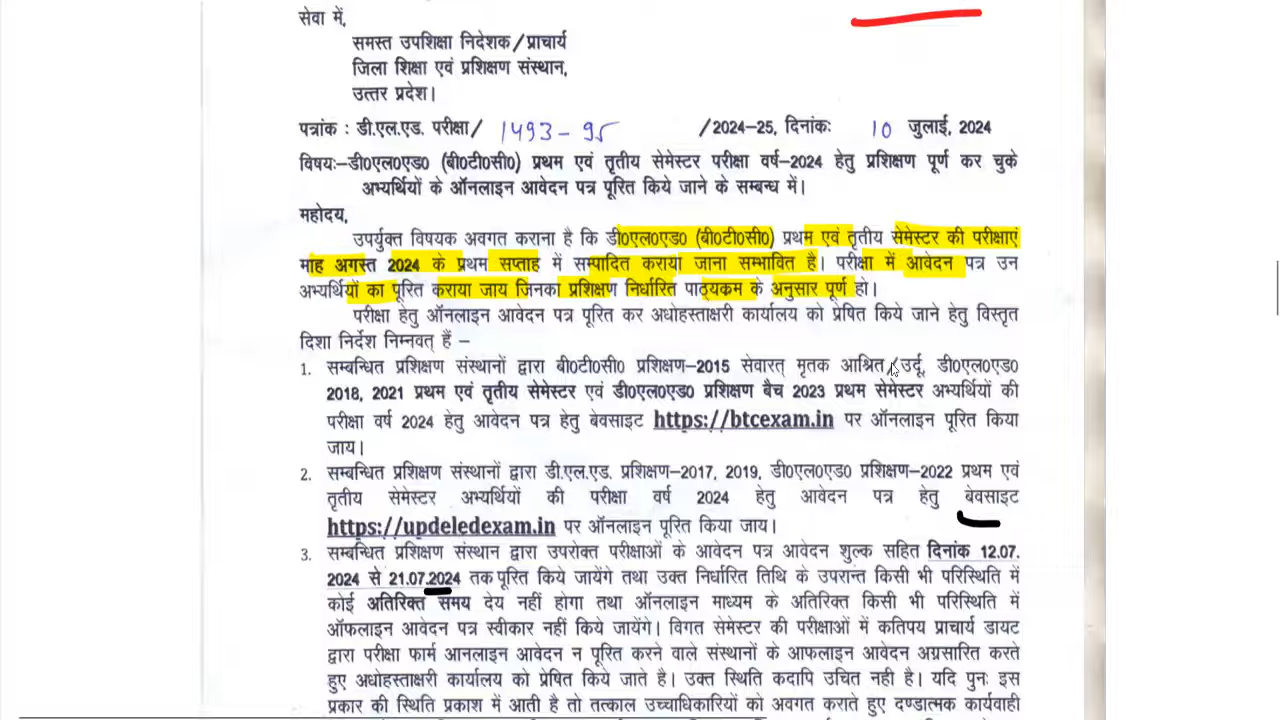 सेवा में,
समस्त उपशिक्षा निदेशक/प्राचार्य
जिला शिक्षा एवं प्रशिक्षण संस्थान,
उत्तर प्रदेश।
पत्रांक : डी.एल.एड. परीक्षा/ 1493-95 /2024-25, दिनांकः 10 जुलाई, 2024
विषयः-डी0एल0एड0 (बी0टी0सी0) प्रथम एवं तृतीय सेमेस्टर परीक्षा वर्ष-2024 हेतु प्रशिक्षण पूर्ण कर चुके
अभ्यर्थियों के ऑनलाइन आवेदन पत्र पूरित किये जाने के सम्बन्ध में।
महोदय,
उपर्युक्त विषयक अवगत कराना है कि डी0एल0एड0 (बी0टी0सी0) प्रथम एवं तृतीय सेमेस्टर की परीक्षाएं
माह अगस्त 2024 के प्रथम सप्ताह में सम्पादित कराया जाना सम्भावित है। परीक्षा में आवेदन पत्र उन
अभ्यर्थियों का पूरित कराया जाय जिनका प्रशिक्षण निर्धारित पाठ्यक्रम के अनुसार पूर्ण हो।
परीक्षा हेतु ऑनलाइन आवेदन पत्र पूरित कर अधोहस्ताक्षरी कार्यालय को प्रेषित किये जाने हेतु विस्तृत
दिशा निर्देश निम्नवत् हैं –
1. सम्बन्धित प्रशिक्षण संस्थानों द्वारा बी0टी0सी0 प्रशिक्षण-2015 सेवारत् मृतक आश्रित/उर्दू, डी0एल0एड0
2018, 2021 प्रथम एवं तृतीय सेमेस्टर एवं डी0एल0एड0 प्रशिक्षण बैच 2023 प्रथम सेमेस्टर अभ्यर्थियों की
परीक्षा वर्ष 2024 हेतु आवेदन पत्र हेतु बेवसाइट https://btcexam.in पर ऑनलाइन पूरित किया
जाय।
2. सम्बन्धित प्रशिक्षण संस्थानों द्वारा डी.एल.एड. प्रशिक्षण-2017, 2019, डी0एल0एड0 प्रशिक्षण-2022 प्रथम एवं
तृतीय सेमेस्टर अभ्यर्थियों की परीक्षा वर्ष 2024 हेतु आवेदन पत्र हेतु बेवसाइट
https://updeledexam.in पर ऑनलाइन पूरित किया जाय।
3. सम्बन्धित प्रशिक्षण संस्थान द्वारा उपरोक्त परीक्षाओं के आवेदन पत्र आवेदन शुल्क सहित दिनांक 12.07.
2024 से 21.07.2024 तक पूरित किये जायेंगे तथा उक्त निर्धारित तिथि के उपरान्त किसी भी परिस्थिति में
कोई अतिरिक्त समय देय नहीं होगा तथा ऑनलाइन माध्यम के अतिरिक्त किसी भी परिस्थिति में
ऑफलाइन आवेदन पत्र स्वीकार नहीं किये जायेंगे। विगत सेमेस्टर की परीक्षाओं में कतिपय प्राचार्य डायट
द्वारा परीक्षा फार्म आनलाइन आवेदन न पूरित करने वाले संस्थानों के आफलाइन आवेदन अग्रसारित करते
हुए अधोहस्ताक्षरी कार्यालय को प्रेषित किये जाते है। उक्त स्थिति कदापि उचित नही है। यदि पुनः इस
प्रकार की स्थिति प्रकाश में आती है तो तत्काल उच्चाधिकारियों को अवगत कराते हुए दण्डात्मक कार्यवाही